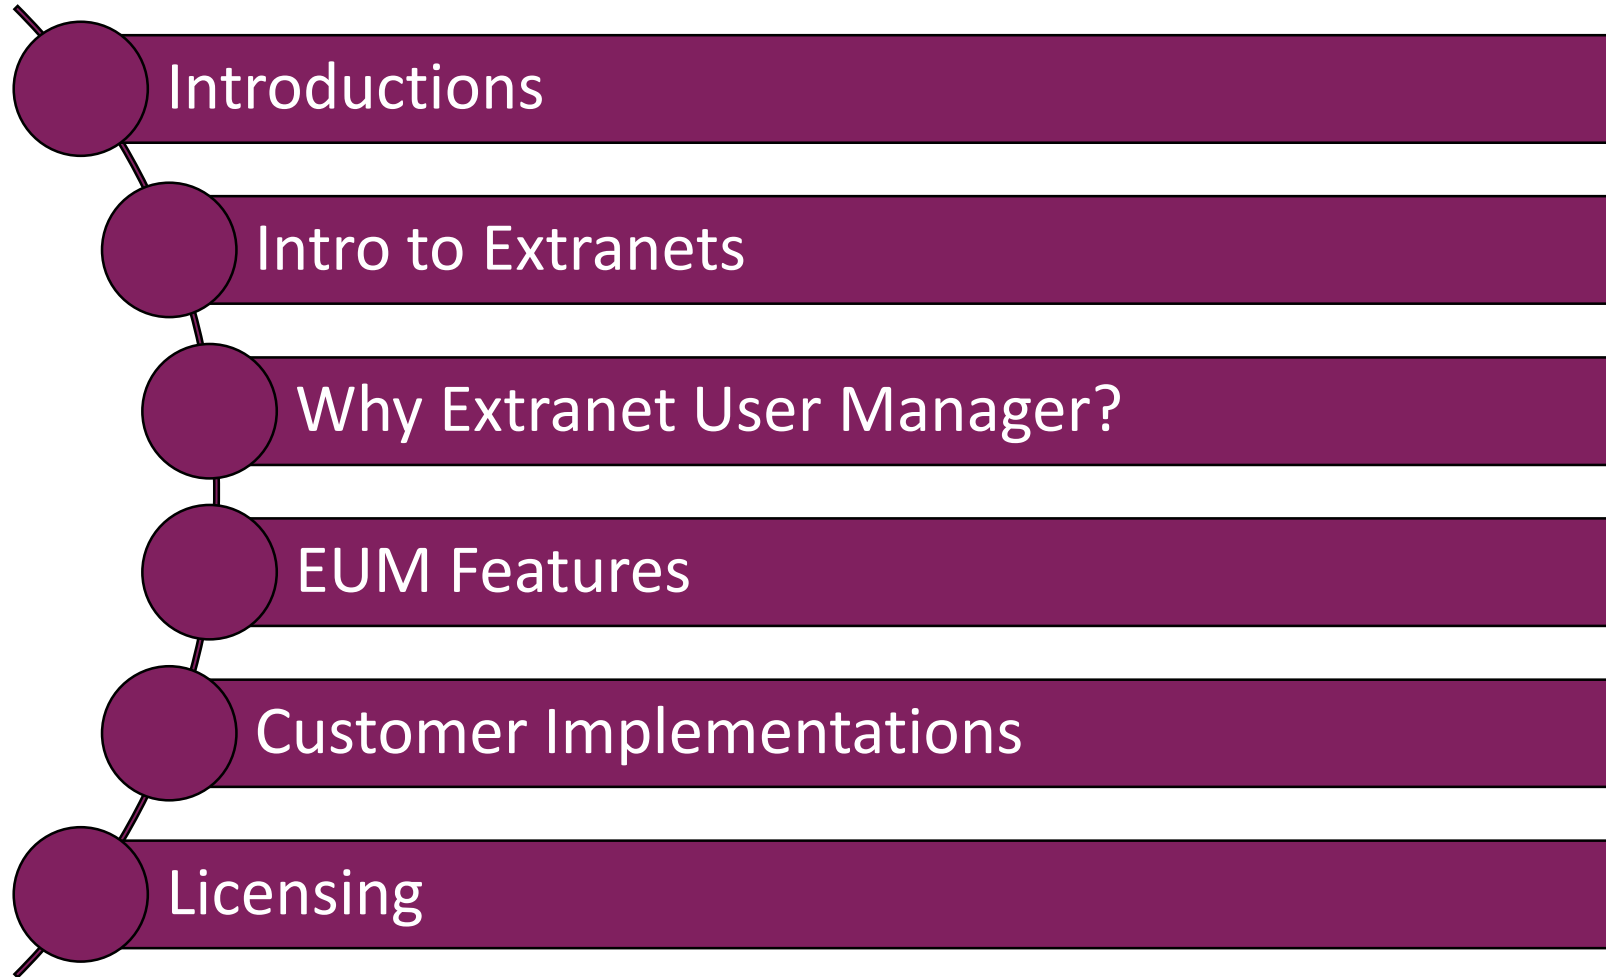 Introductions
Intro to Extranets
Why Extranet User Manager?
EUM Features
Customer Implementations
Licensing